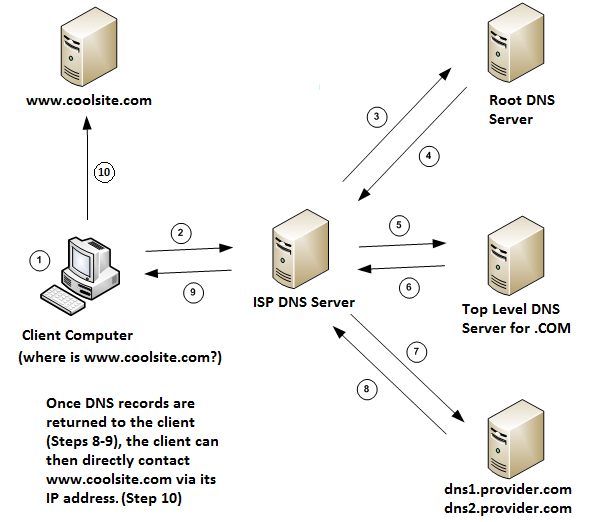 www.coolsite.com
Root DNS
Server
3
4
10
1
2
9
5
6
ISP DNS Server
Top Level DNS
Server for .COM
Client Computer
(where is www.coolsite.com?)
7
8
Once DNS records are
returned to the client
(Steps 8-9), the client can
then directly contact
www.coolsite.com via its
IP address. (Step 10)
dns1.provider.com
dns2.provider.com